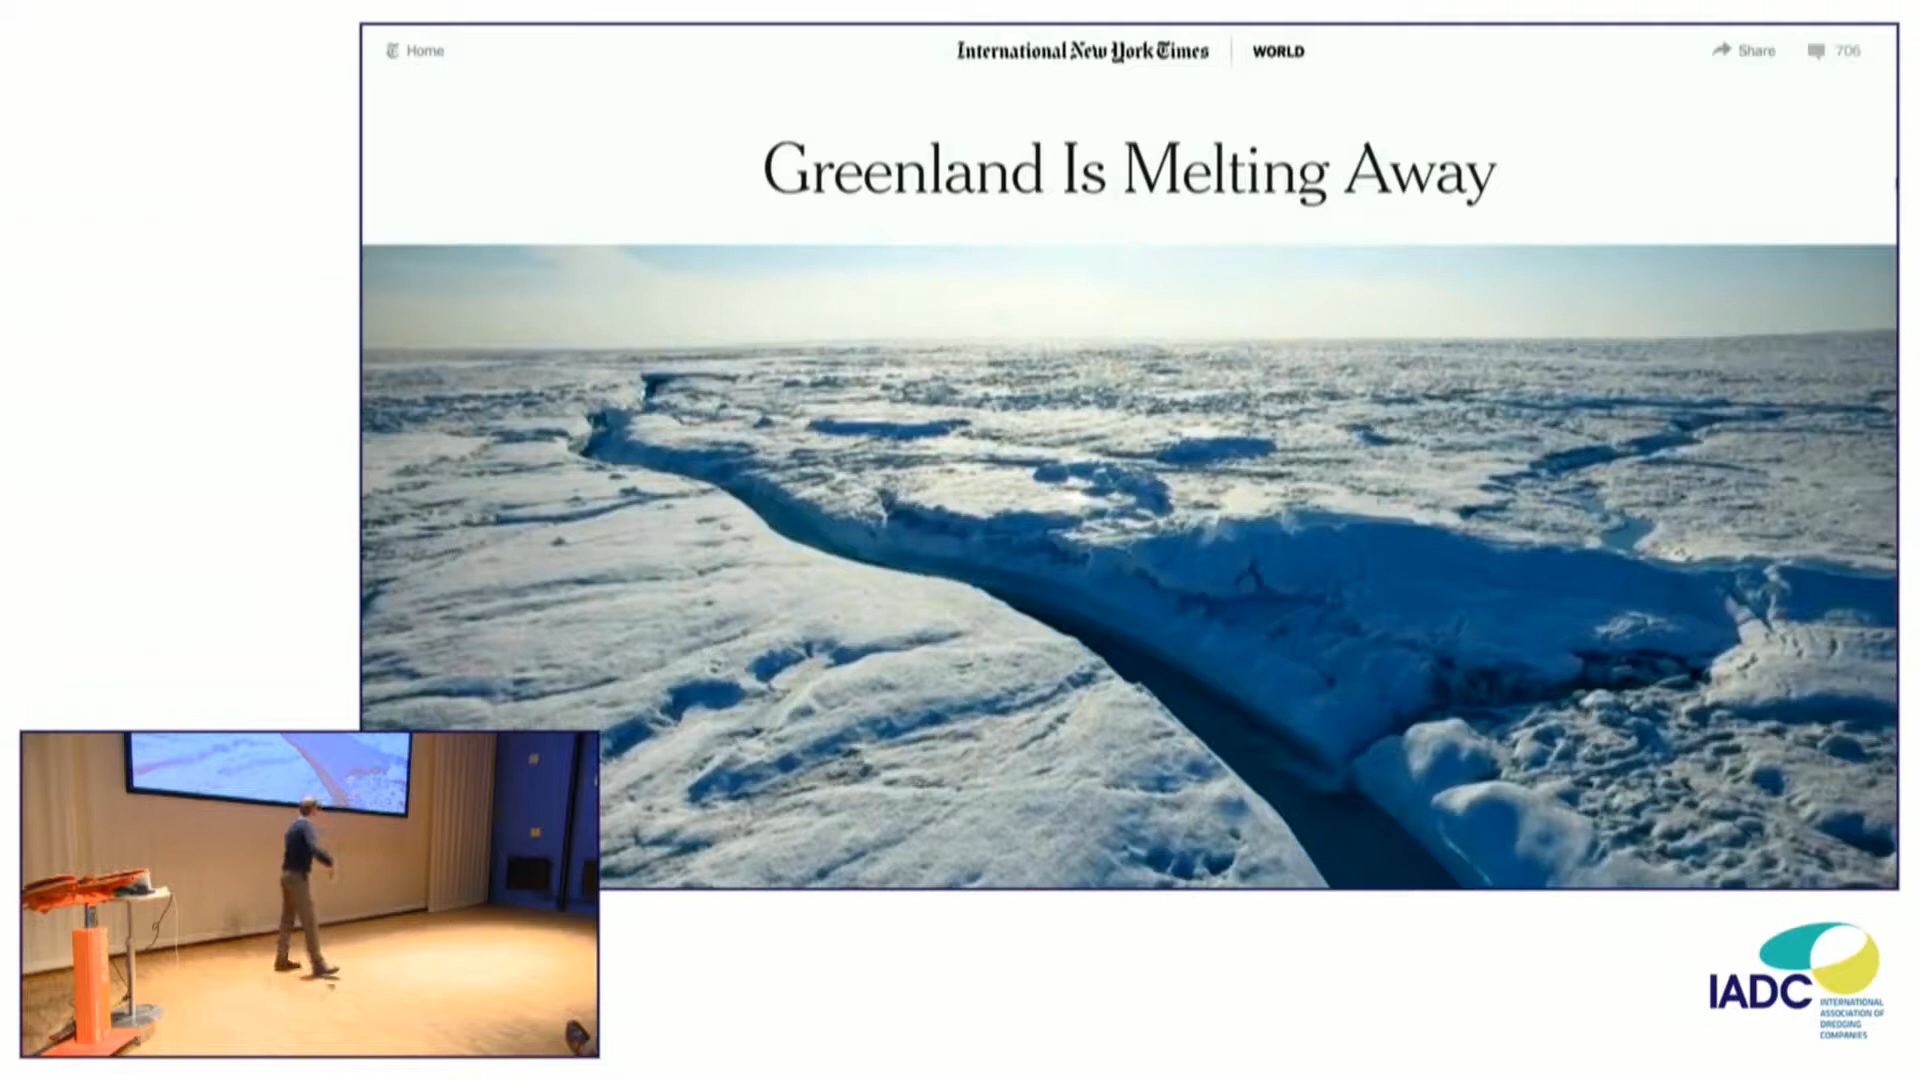 Home
International New York Times
WORLD
Share
706
Greenland Is Melting Away
IADC
INTERNATIONAL
ASSOCIATION OF
DREDGING
COMPANIES